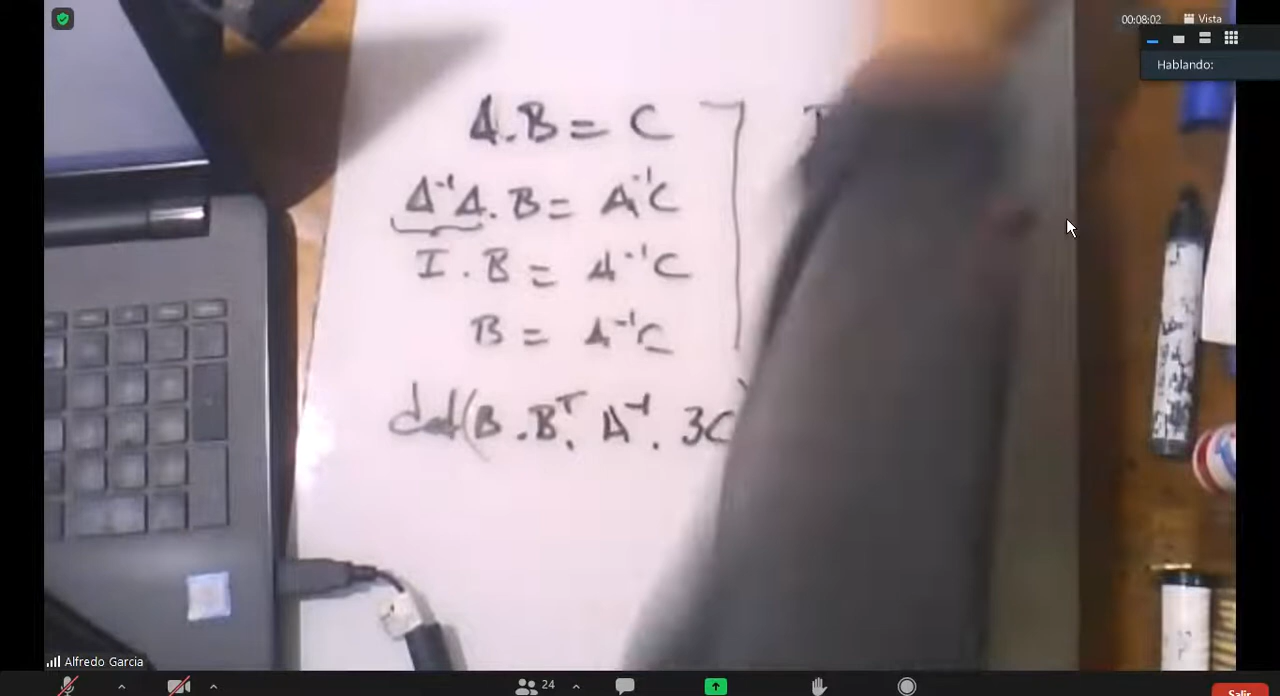 00:08:02 Vista
Hablando:
A.B = C
A⁻¹A.B = A⁻¹C
I.B = A⁻¹C
B = A⁻¹C
det(B.Bᵀ.A⁻¹.3C
Alfredo Garcia
24
Salir